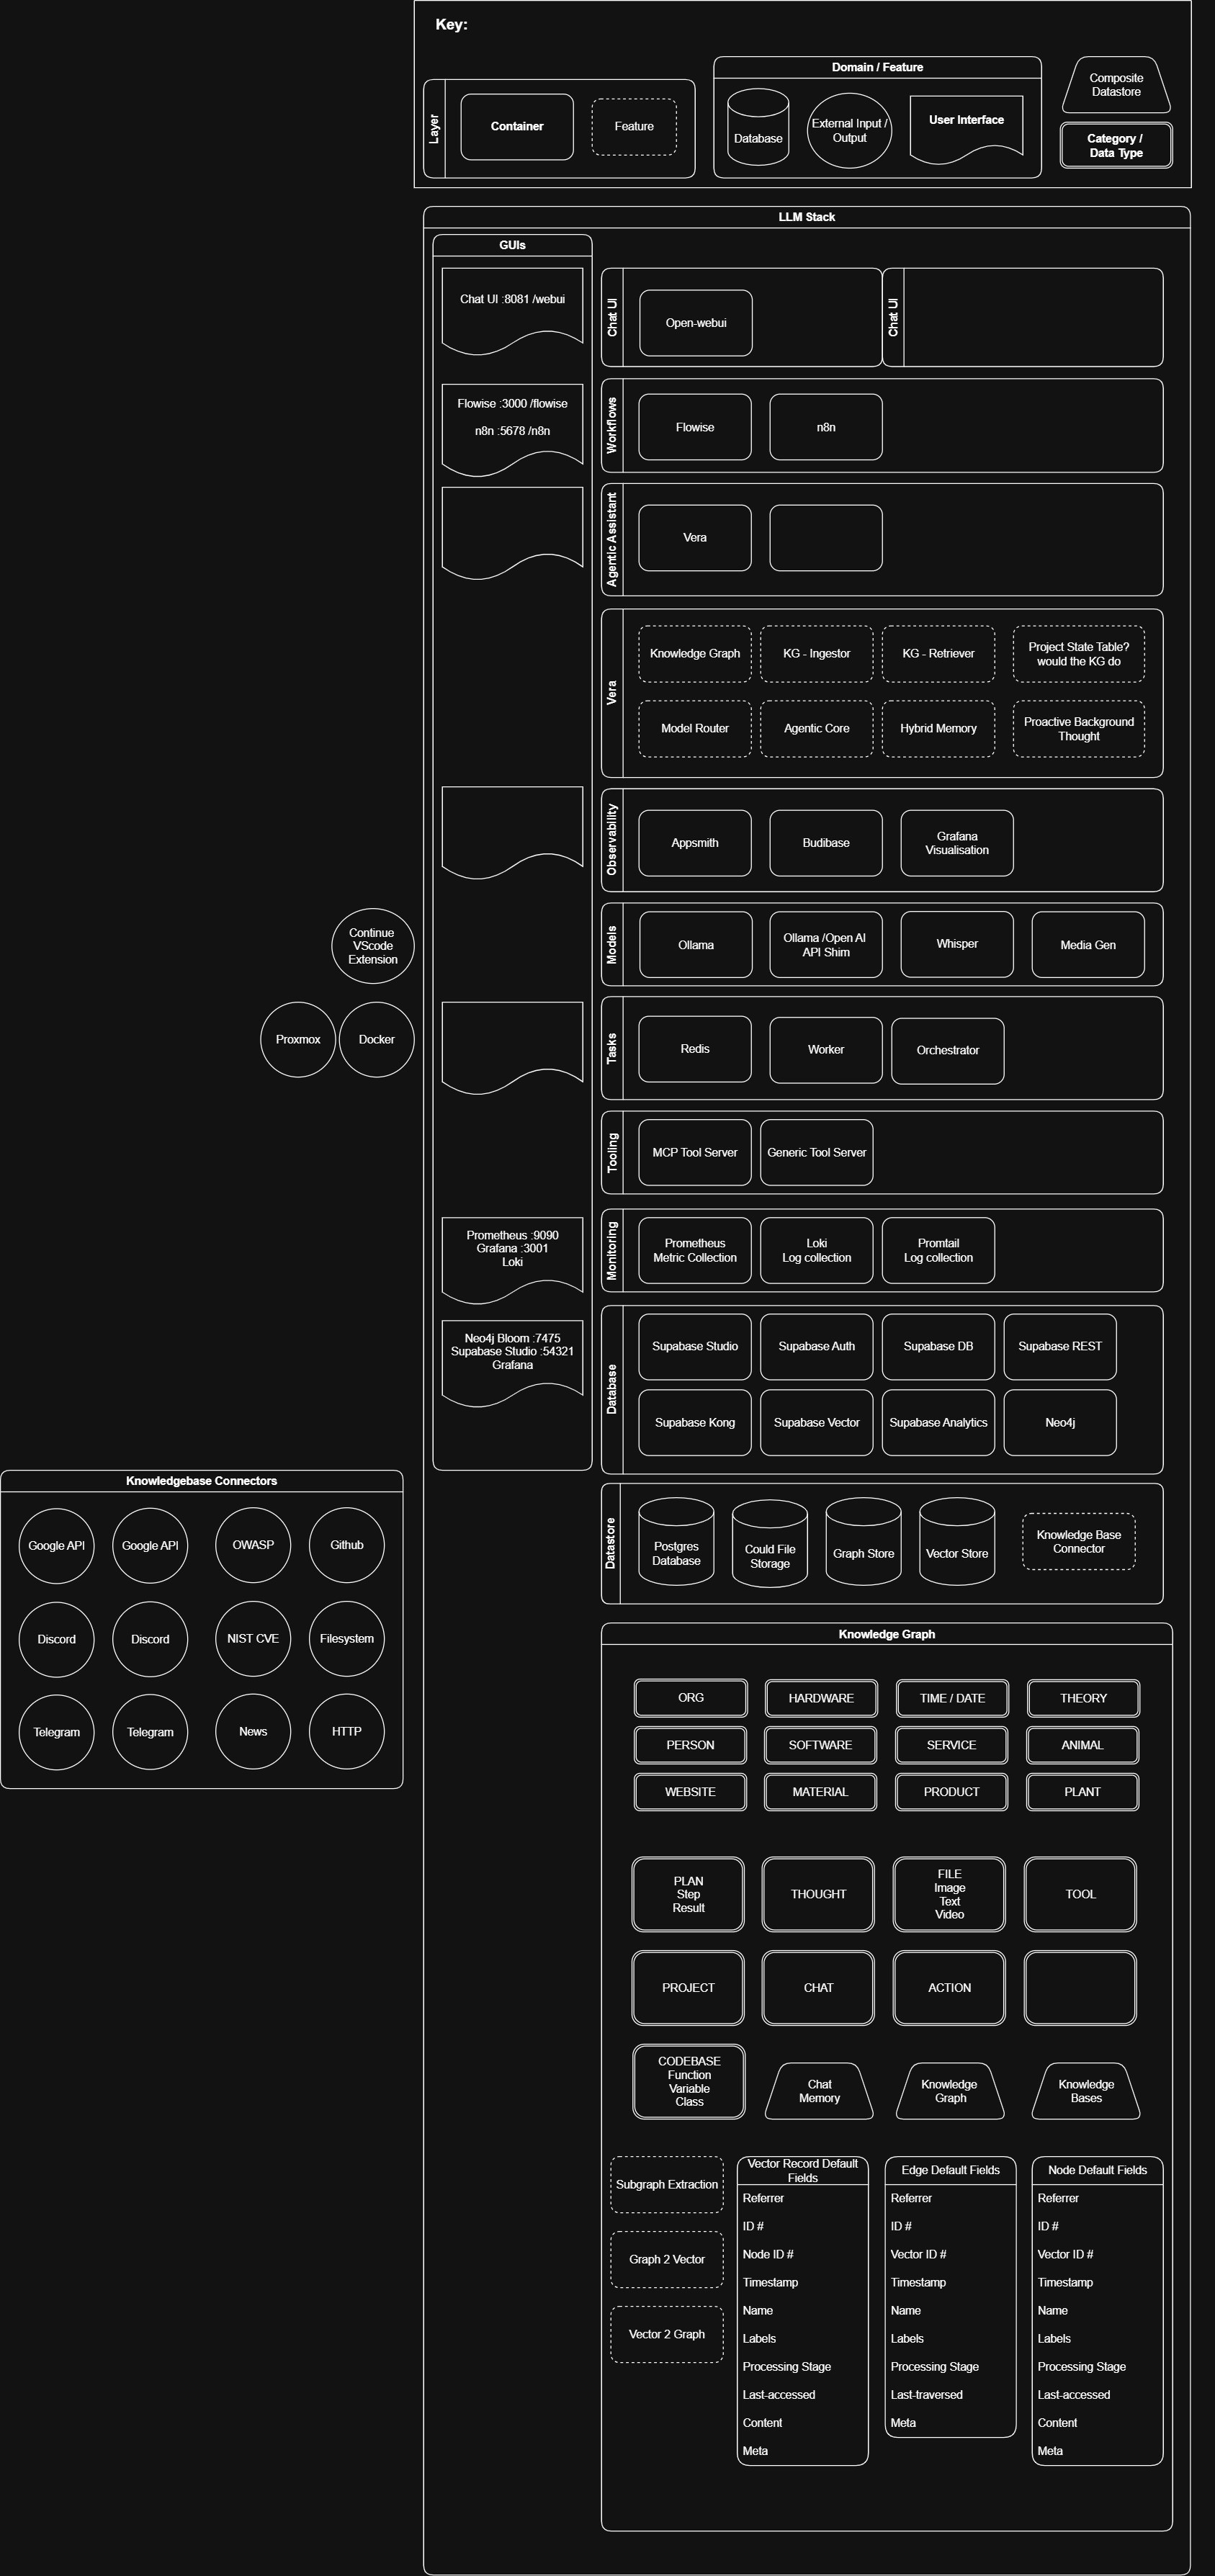 Key:
Layer
Container
Feature
Domain / Feature
Database
External Input /
Output
User Interface
Composite
Datastore
Category /
Data Type
LLM Stack
GUIs
Chat UI :8081 /webui
Chat UI
Open-webui
Chat UI
Flowise :3000 /flowise
n8n :5678 /n8n
Workflows
Flowise
n8n
Agentic Assistant
Vera
Vera
Knowledge Graph
KG - Ingestor
KG - Retriever
Project State Table?
would the KG do
Model Router
Agentic Core
Hybrid Memory
Proactive Background
Thought
Observability
Appsmith
Budibase
Grafana
Visualisation
Continue
VScode
Extension
Models
Ollama
Ollama /Open AI
API Shim
Whisper
Media Gen
Proxmox
Docker
Tasks
Redis
Worker
Orchestrator
Tooling
MCP Tool Server
Generic Tool Server
Prometheus :9090
Grafana :3001
Loki
Monitoring
Prometheus
Metric Collection
Loki
Log collection
Promtail
Log collection
Neo4j Bloom :7475
Supabase Studio :54321
Grafana
Database
Supabase Studio
Supabase Auth
Supabase DB
Supabase REST
Supabase Kong
Supabase Vector
Supabase Analytics
Neo4j
Knowledgebase Connectors
Google API
Google API
OWASP
Github
Discord
Discord
NIST CVE
Filesystem
Telegram
Telegram
News
HTTP
Datastore
Postgres
Database
Could File
Storage
Graph Store
Vector Store
Knowledge Base
Connector
Knowledge Graph
ORG
HARDWARE
TIME / DATE
THEORY
PERSON
SOFTWARE
SERVICE
ANIMAL
WEBSITE
MATERIAL
PRODUCT
PLANT
PLAN
Step
Result
THOUGHT
FILE
Image
Text
Video
TOOL
PROJECT
CHAT
ACTION
CODEBASE
Function
Variable
Class
Chat
Memory
Knowledge
Graph
Knowledge
Bases
Subgraph Extraction
Graph 2 Vector
Vector 2 Graph
Vector Record Default
Fields
Referrer
ID #
Node ID #
Timestamp
Name
Labels
Processing Stage
Last-accessed
Content
Meta
Edge Default Fields
Referrer
ID #
Vector ID #
Timestamp
Name
Labels
Processing Stage
Last-traversed
Meta
Node Default Fields
Referrer
ID #
Vector ID #
Timestamp
Name
Labels
Processing Stage
Last-accessed
Content
Meta